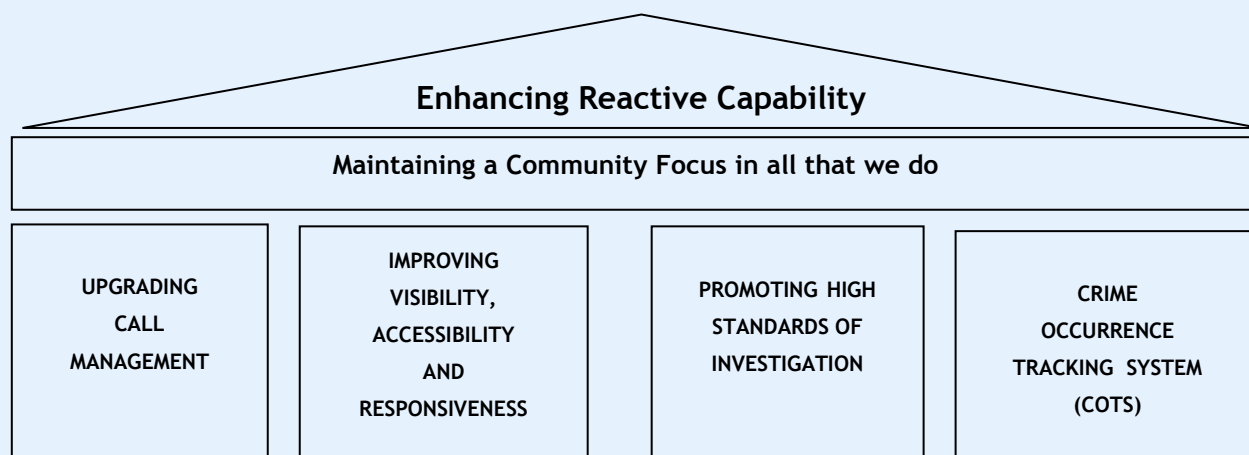 Enhancing Reactive Capability
Maintaining a Community Focus in all that we do
UPGRADING
CALL
MANAGEMENT
IMPROVING
VISIBILITY,
ACCESSIBILITY
AND
RESPONSIVENESS
PROMOTING HIGH
STANDARDS OF
INVESTIGATION
CRIME
OCCURRENCE
TRACKING SYSTEM
(COTS)